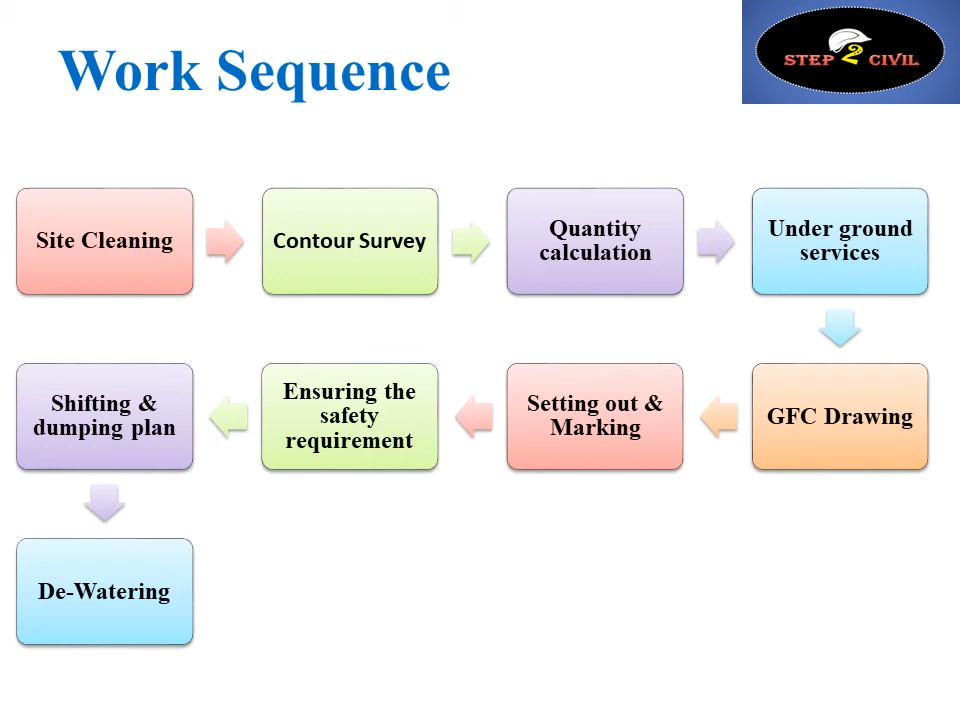 Work Sequence
STEP 2 CIVIL
Site Cleaning
Contour Survey
Quantity
calculation
Under ground
services
GFC Drawing
Setting out &
Marking
Ensuring the
safety
requirement
Shifting &
dumping plan
De-Watering